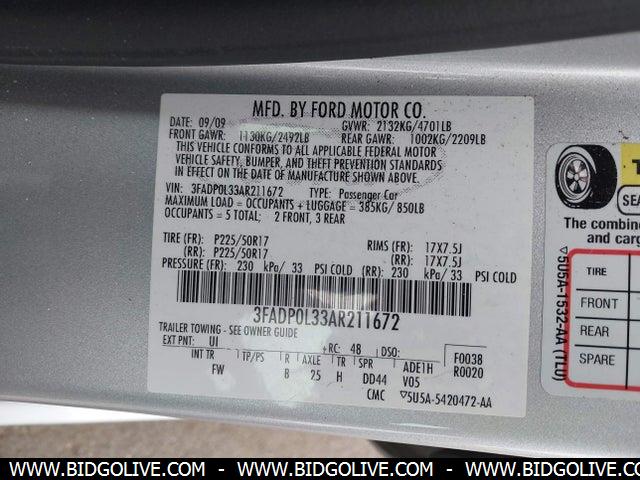 MFD. BY FORD MOTOR CO.
DATE: 09/09 GVWR: 2132KG/4701LB
FRONT GAWR: 1130KG/2492LB REAR GAWR: 1002KG/2209LB
THIS VEHICLE CONFORMS TO ALL APPLICABLE FEDERAL MOTOR
VEHICLE SAFETY, BUMPER, AND THEFT PREVENTION STANDARDS
IN EFFECT ON THE DATE OF MANUFACTURE SHOWN ABOVE.
VIN: 3FADP0L33AR211672 TYPE: Passenger Car
MAXIMUM LOAD = OCCUPANTS + LUGGAGE = 385KG/850LB
OCCUPANTS = 5 TOTAL; 2 FRONT, 3 REAR
TIRE (FR) P225/50R17 RIMS (FR): 17X7.5J
(RR) P225/50R17 (RR): 17X7.5J
PRESSURE (FR) 230 kPa/ 33 PSI COLD (RR) 230 kPa/ 33 PSI COLD
3FADP0L33AR211672
TRAILER TOWING - SEE OWNER GUIDE
EXT PNT: UI RC: 48 DSO: F0038
INT TR TP/PS R AXLE TR SPR ADE1H R0020
FW B 25 H DD44 V05
CMC ▽5U5A-5420472-AA
SEA
The combine
and carg
TIRE
FRONT
REAR
SPARE
▽5U5A-1532-AA (TLU)
WWW.BIDGOLIVE.COM - WWW.BIDGOLIVE.COM - WWW.BIDGOLIVE.COM